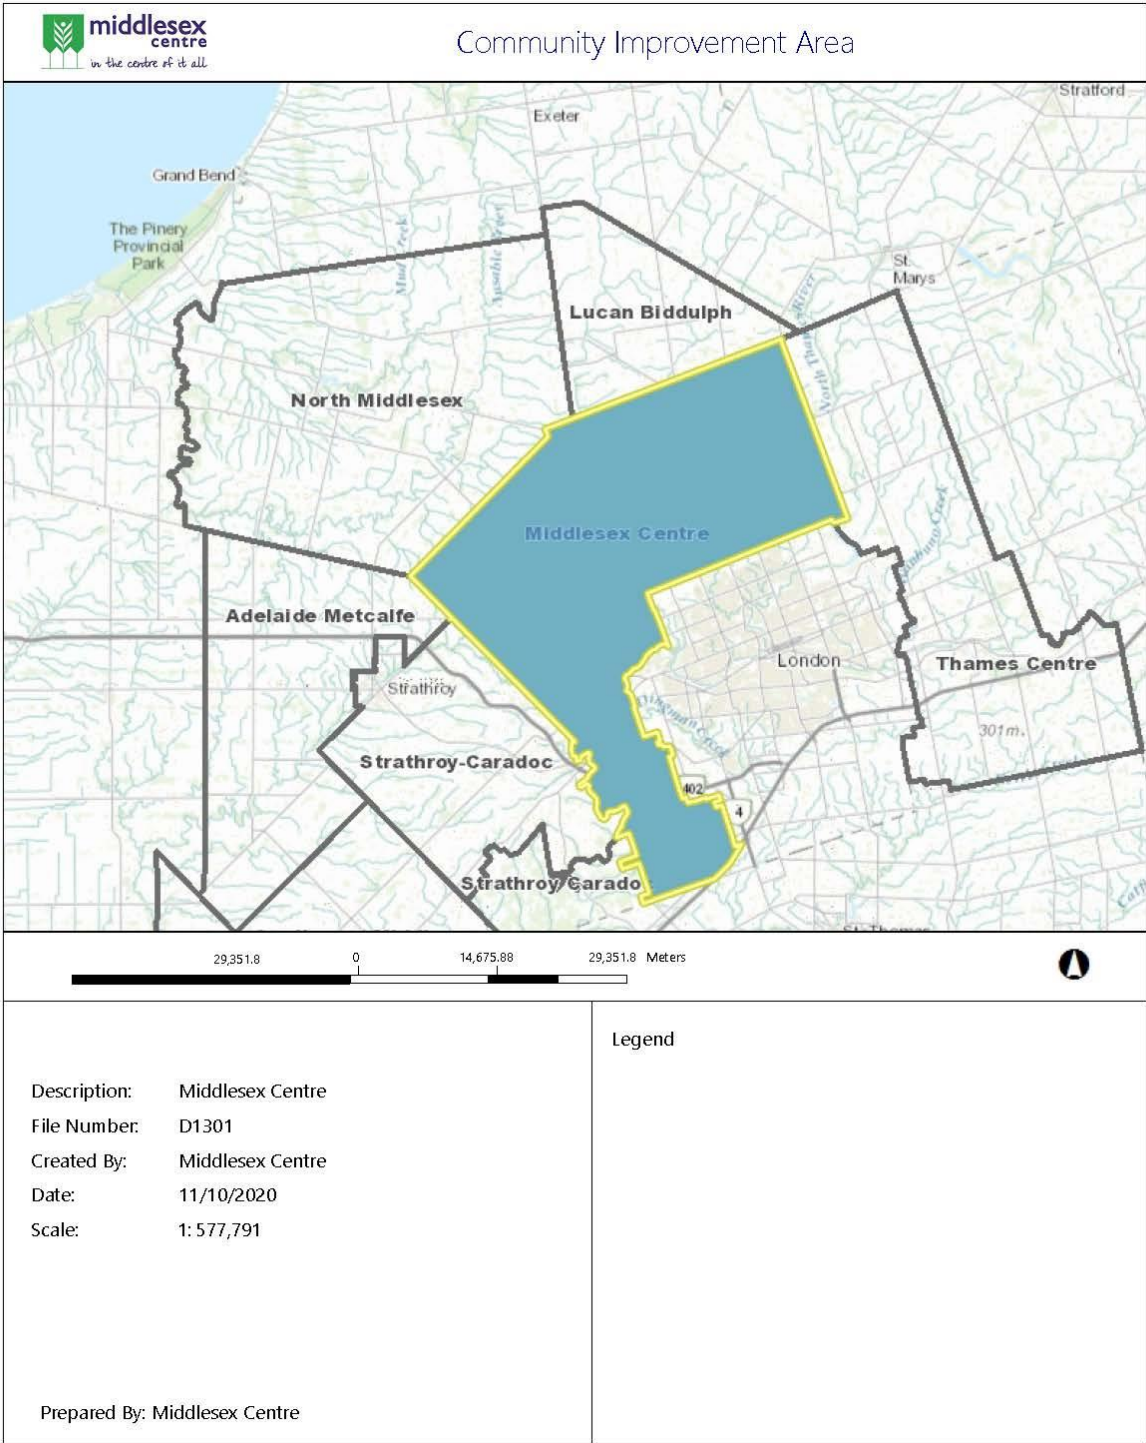 middlesex
centre
in the centre of it all
Community Improvement Area
Stratford
Exeter
Grand Bend
The Pinery
Provincial
Park
St.
Marys
Lucan Biddulph
North Middlesex
Middlesex Centre
Adelaide Metcalfe
London
Thames Centre
Strathroy
Dingman Creek
301m.
Strathroy-Caradoc
402
4
Strathroy Carado
29,351.8
0
14,675.88
29,351.8 Meters
Legend
Description: Middlesex Centre
File Number: D1301
Created By: Middlesex Centre
Date: 11/10/2020
Scale: 1: 577,791
Prepared By: Middlesex Centre